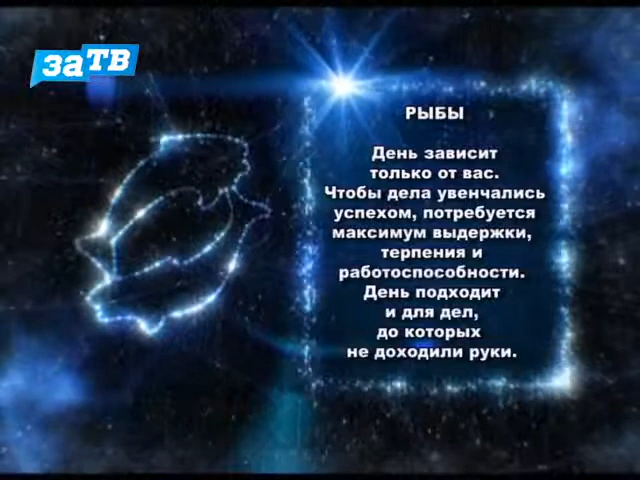 заТВ
РЫБЫ
День зависит
только от вас.
Чтобы дела увенчались
успехом, потребуется
максимум выдержки,
терпения и
работоспособности.
День подходит
и для дел,
до которых
не доходили руки.